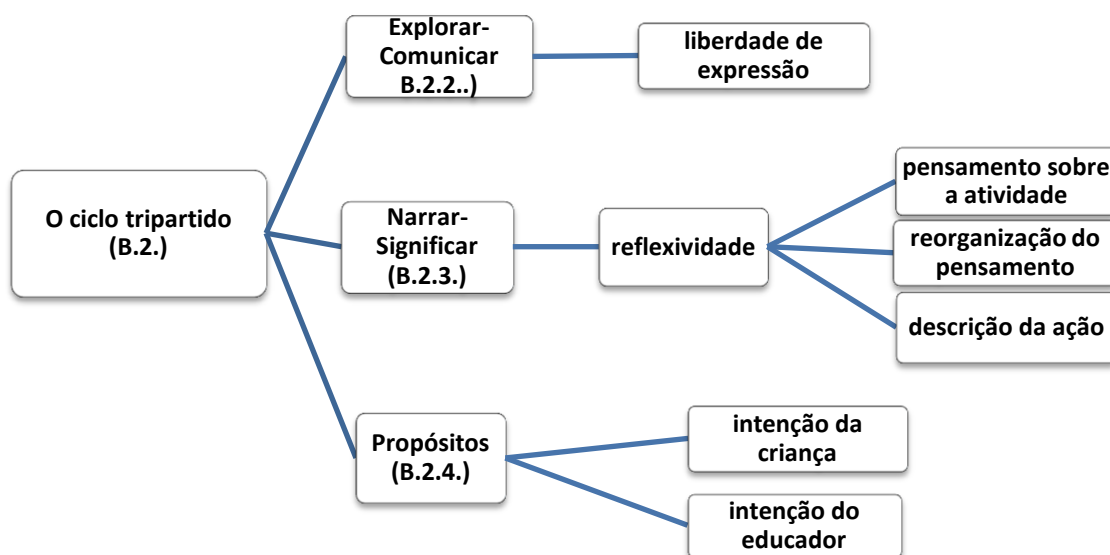 O ciclo tripartido
(B.2.)
Explorar-
Comunicar
B.2.2..)
liberdade de
expressão
Narrar-
Significar
(B.2.3.)
reflexividade
pensamento sobre
a atividade
reorganização do
pensamento
descrição da ação
Propósitos
(B.2.4.)
intenção da
criança
intenção do
educador